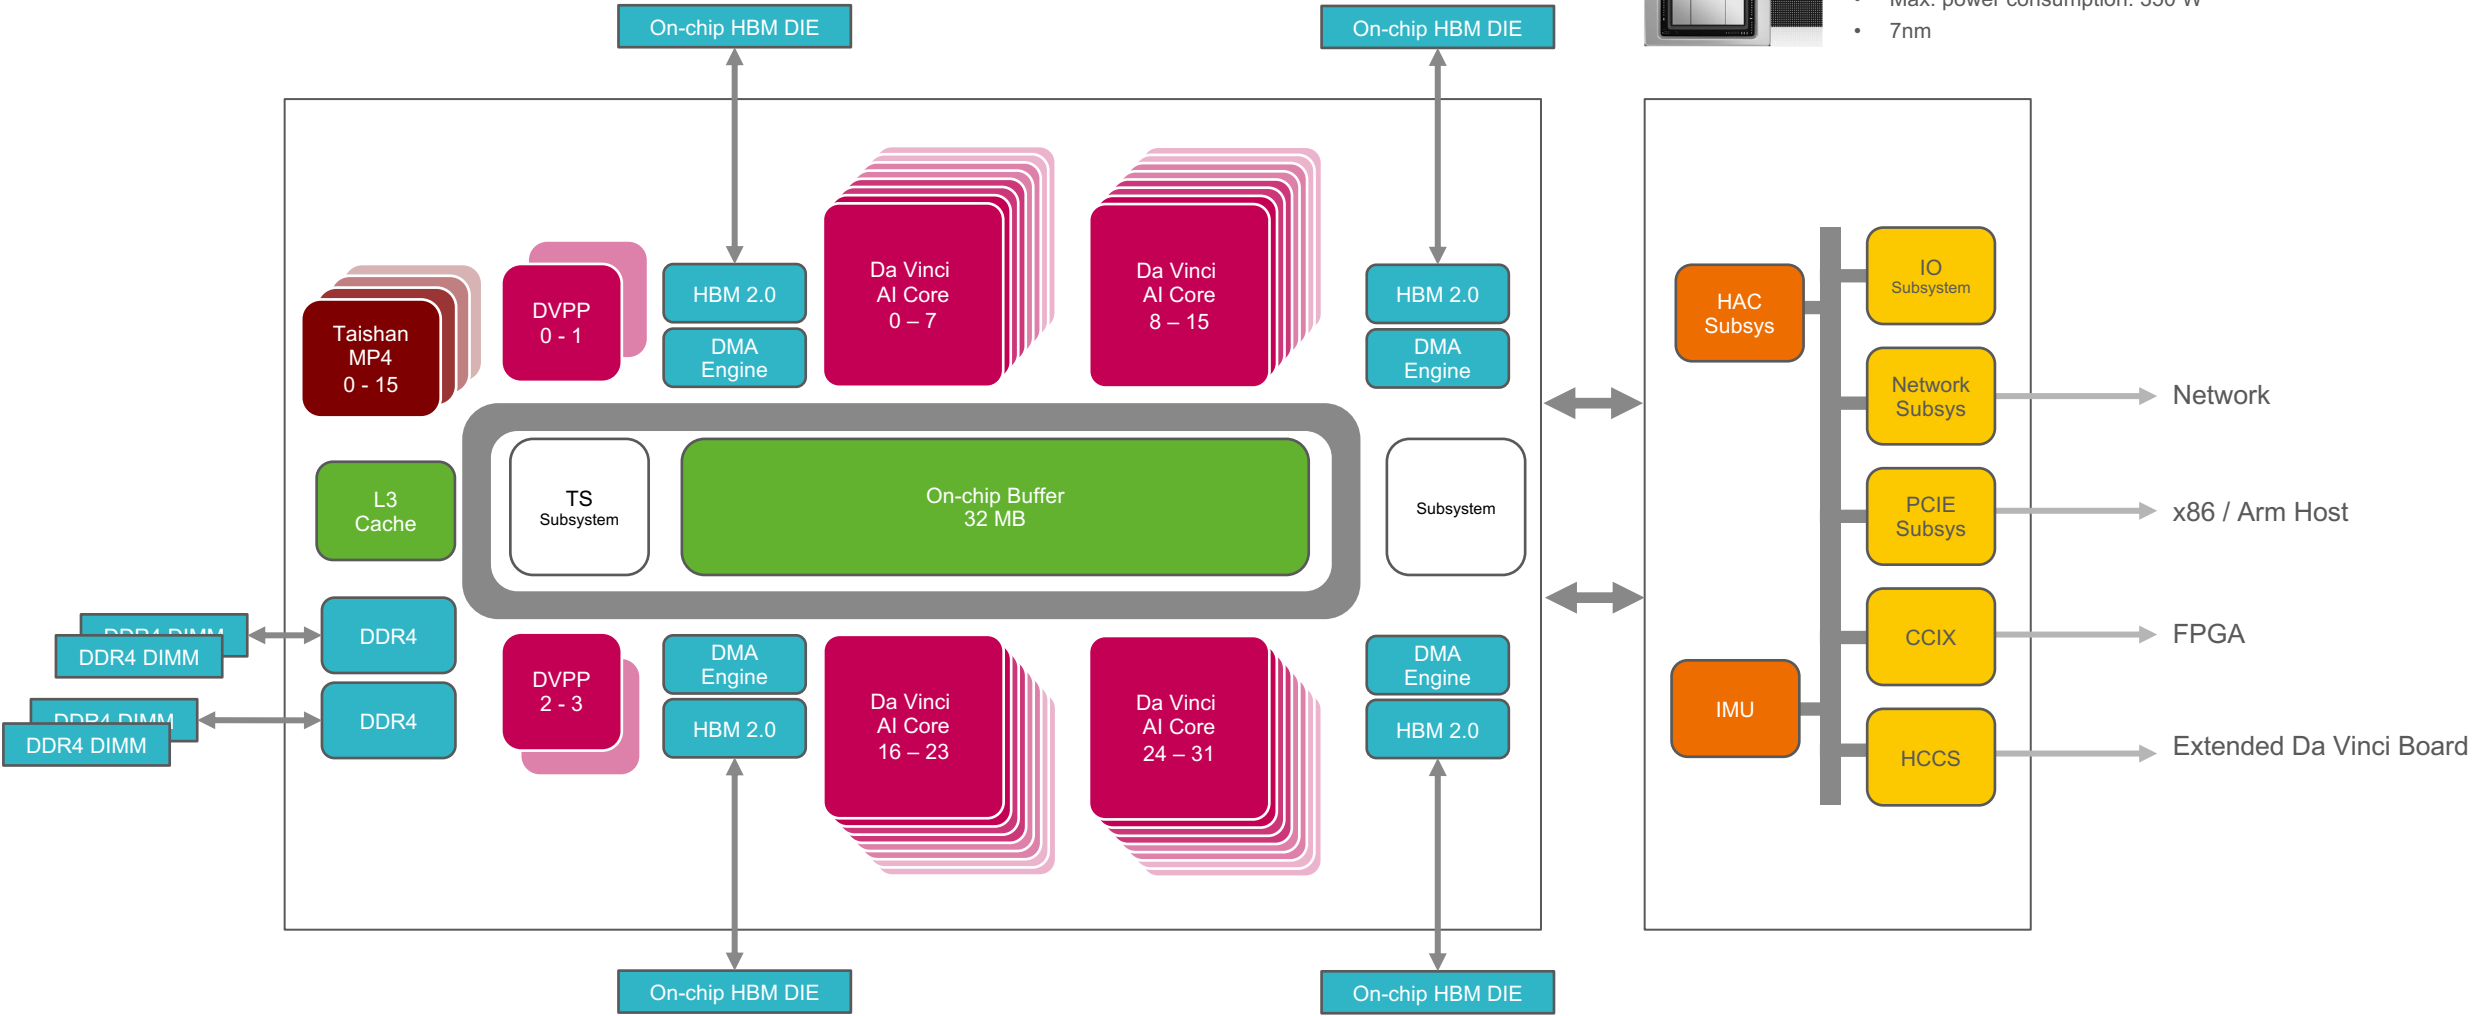 On-chip HBM DIE
On-chip HBM DIE
Max. power consumption: 350 W
• 7nm
Taishan
MP4
0 - 15
DVPP
0 - 1
HBM 2.0
DMA
Engine
Da Vinci
AI Core
0 – 7
Da Vinci
AI Core
8 – 15
HBM 2.0
DMA
Engine
L3
Cache
TS
Subsystem
On-chip Buffer
32 MB
Subsystem
DDR4 DIMM
DDR4 DIMM
DDR4
DDR4 DIMM
DDR4 DIMM
DDR4
DVPP
2 - 3
DMA
Engine
HBM 2.0
Da Vinci
AI Core
16 – 23
Da Vinci
AI Core
24 – 31
DMA
Engine
HBM 2.0
On-chip HBM DIE
On-chip HBM DIE
HAC
Subsys
IMU
IO
Subsystem
Network
Subsys
Network
PCIE
Subsys
x86 / Arm Host
CCIX
FPGA
HCCS
Extended Da Vinci Board